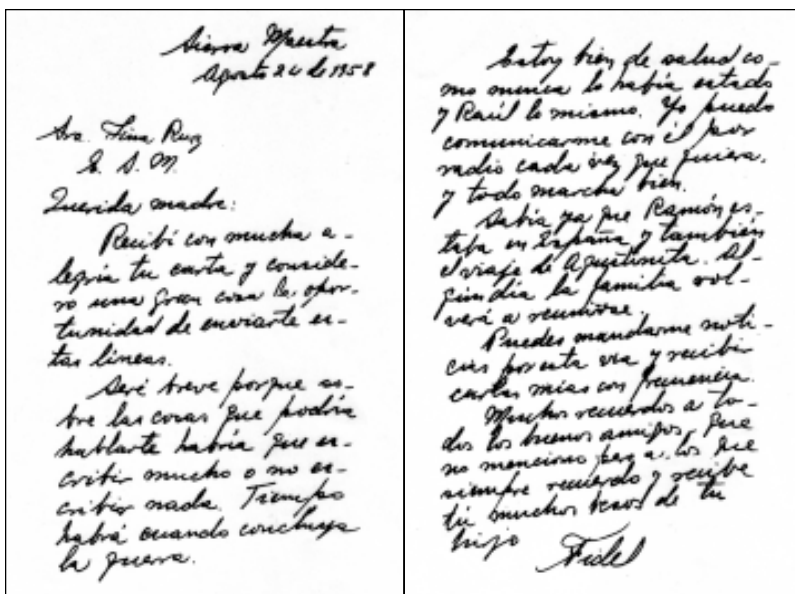 Sierra Maestra
Agosto 24 de 1958
Sra. Lina Ruz
E. S. M.
Querida madre:
Recibí con mucha a-
legría tu carta y conside-
ro una gran cosa la opor-
tunidad de enviarte es-
tas líneas.
Seré breve porque so-
bre las cosas que podría
hablarte habría que es-
cribir mucho o no es-
cribir nada. Tiempo
habrá cuando concluya
la guerra.
Estoy bien de salud co-
mo nunca lo había estado
y Raúl lo mismo. Yo puedo
comunicarme con él por
radio cada vez que quiera,
y todo marcha bien.
Sabía ya que Ramón es-
taba en España y también
el viaje de Agustinita. Al-
gún día la familia vol-
verá a reunirse.
Puedes mandarme noti-
cias por esta vía y recibir
cartas mías con frecuencia.
Muchos recuerdos a to-
dos los buenos amigos, que
no menciono pero a los que
siempre recuerdo y recibe
tú muchos besos de tu
hijo
Fidel